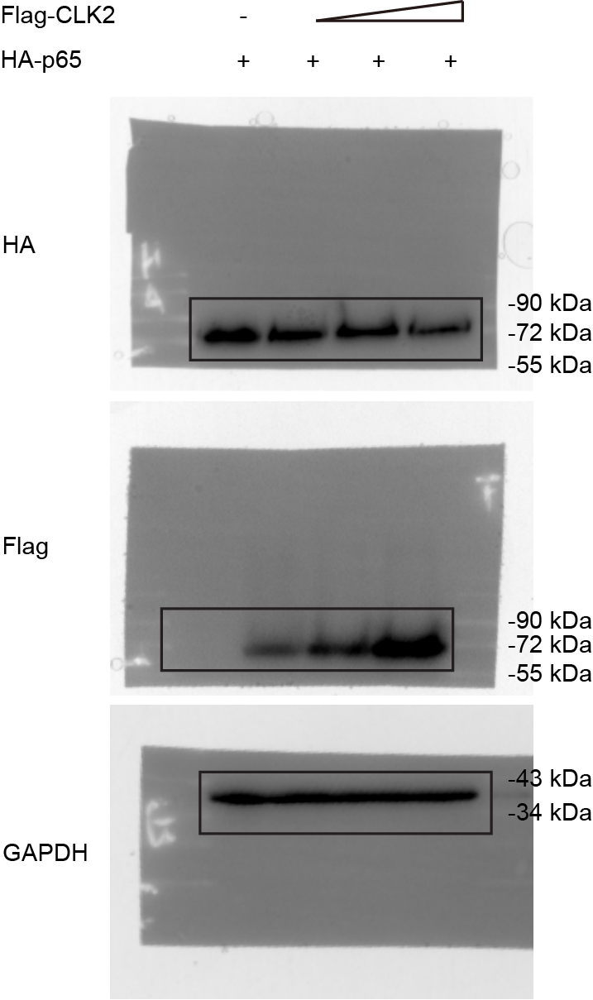 Flag-CLK2 -
HA-p65 + + + +
HA
H
A
-90 kDa
-72 kDa
-55 kDa
Flag
F
-90 kDa
-72 kDa
-55 kDa
GAPDH
G
-43 kDa
-34 kDa